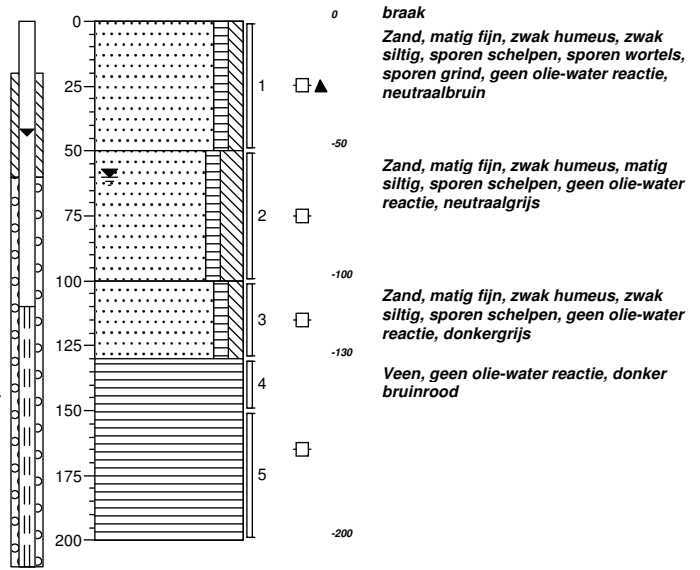 0
braak
0
Zand, matig fijn, zwak humeus, zwak
siltig, sporen schelpen, sporen wortels,
sporen grind, geen olie-water reactie,
neutraalbruin
25
1
-50
50
Zand, matig fijn, zwak humeus, matig
siltig, sporen schelpen, geen olie-water
reactie, neutraalgrijs
75
2
-100
100
Zand, matig fijn, zwak humeus, zwak
siltig, sporen schelpen, geen olie-water
reactie, donkergrijs
3
125
-130
Veen, geen olie-water reactie, donker
bruinrood
4
150
175
5
-200
200